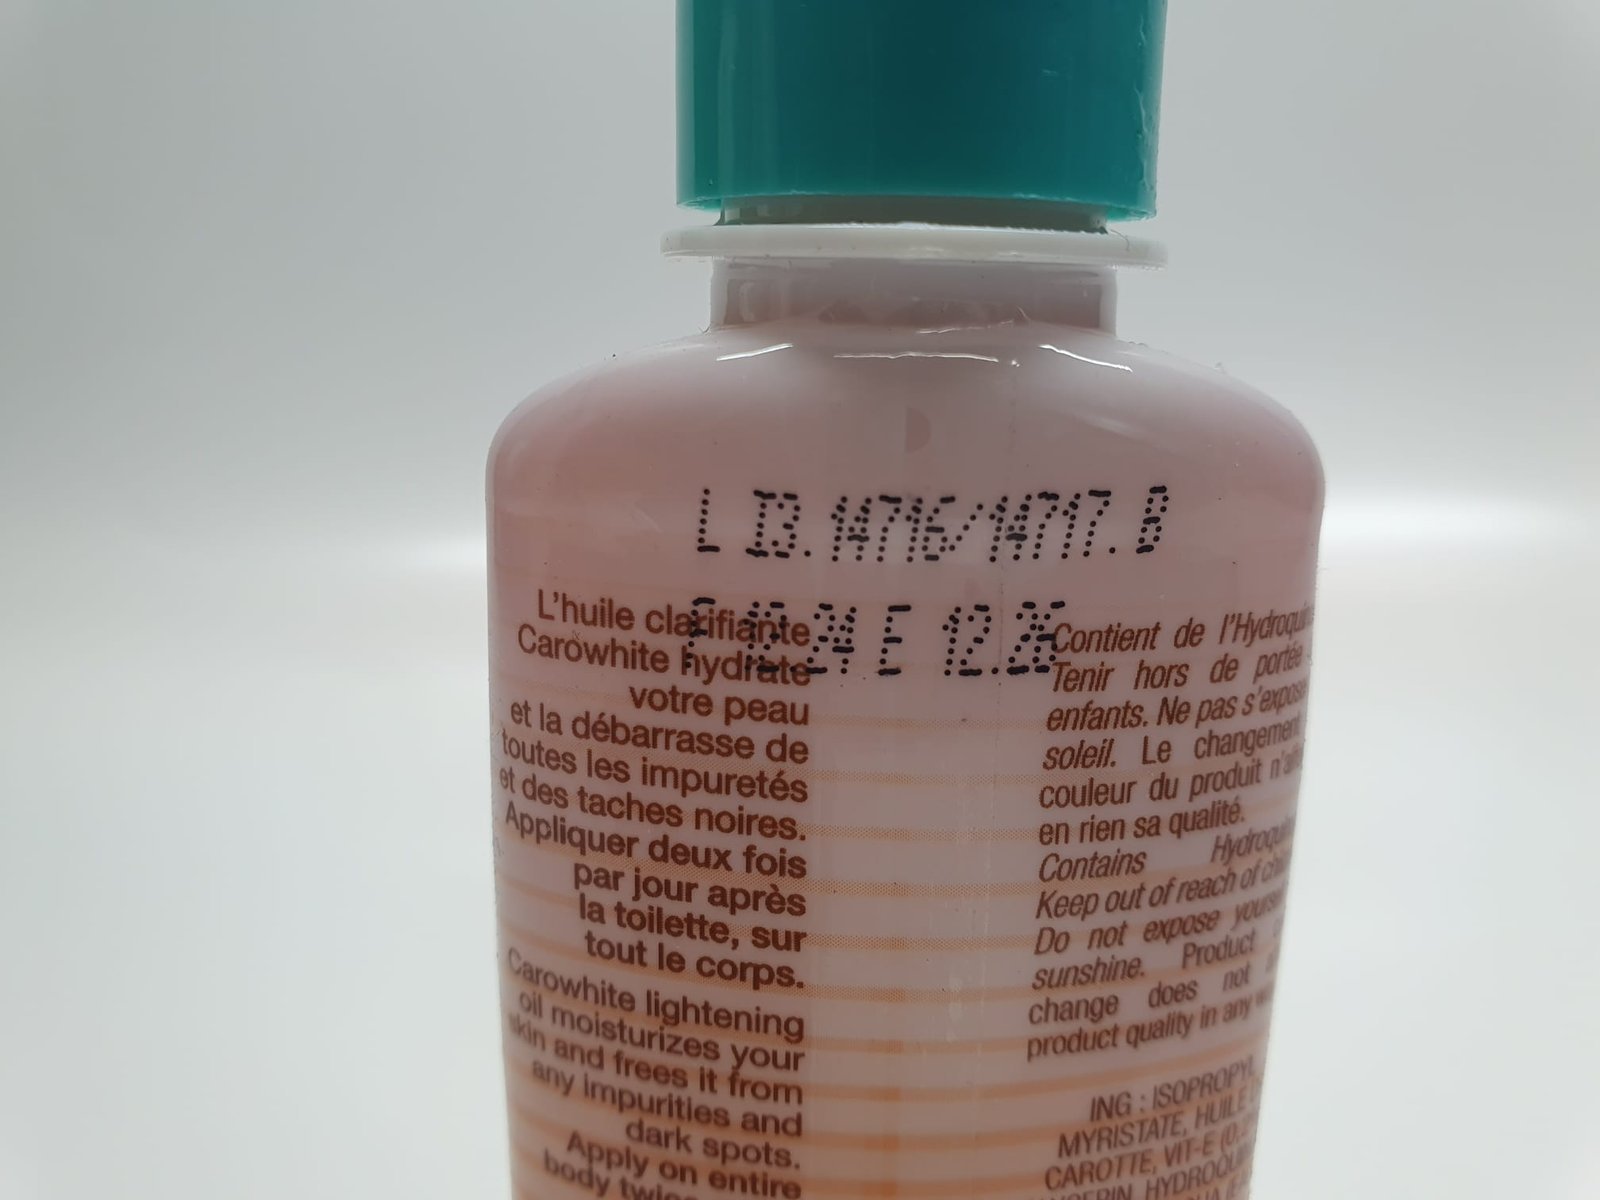 L I3.14716/14717.B
F 12.24 E 12.26
L'huile clarifiante
Carowhite hydrate
votre peau
et la débarrasse de
toutes les impuretés
et des taches noires.
Appliquer deux fois
par jour après
la toilette, sur
tout le corps.
Carowhite lightening
oil moisturizes your
skin and frees it from
any impurities and
dark spots.
Apply on entire
body
Contient de
Tenir hors de portée
enfants. Ne pas
soleil. Le changement
couleur du produit
en rien sa qualité.
Contains
Keep out of reach of
Do not expose
sunshine. Product
change does not
product quality in any
ING : ISOPROPYL
MYRISTATE, HUILE
CAROTTE, VIT-E